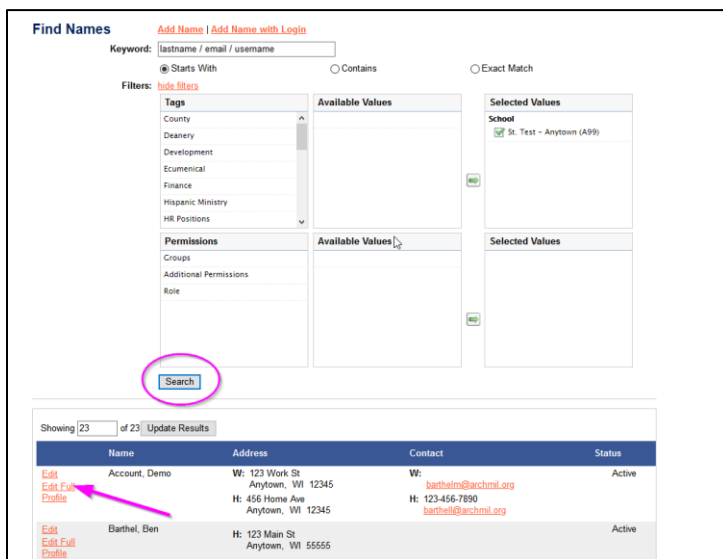 Find Names Add Name | Add Name with Login
Keyword: lastname / email / username
Starts With Contains Exact Match
Filters: hide filters
Tags Available Values Selected Values
County School
Deanery St. Test - Anytown (A99)
Development
Ecumenical
Finance
Hispanic Ministry
HR Positions
Permissions Available Values Selected Values
Groups
Additional Permissions
Role
Search
Showing 23 of 23 Update Results
Name Address Contact Status
Edit Account, Demo W: 123 Work St W: Active
Edit Full Anytown, WI 12345 barthelm@archmil.org
Profile H: 456 Home Ave H: 123-456-7890
Anytown, WI 12345 barthell@archmil.org
Edit Barthel, Ben H: 123 Main St Active
Edit Full Anytown, WI 55555
Profile